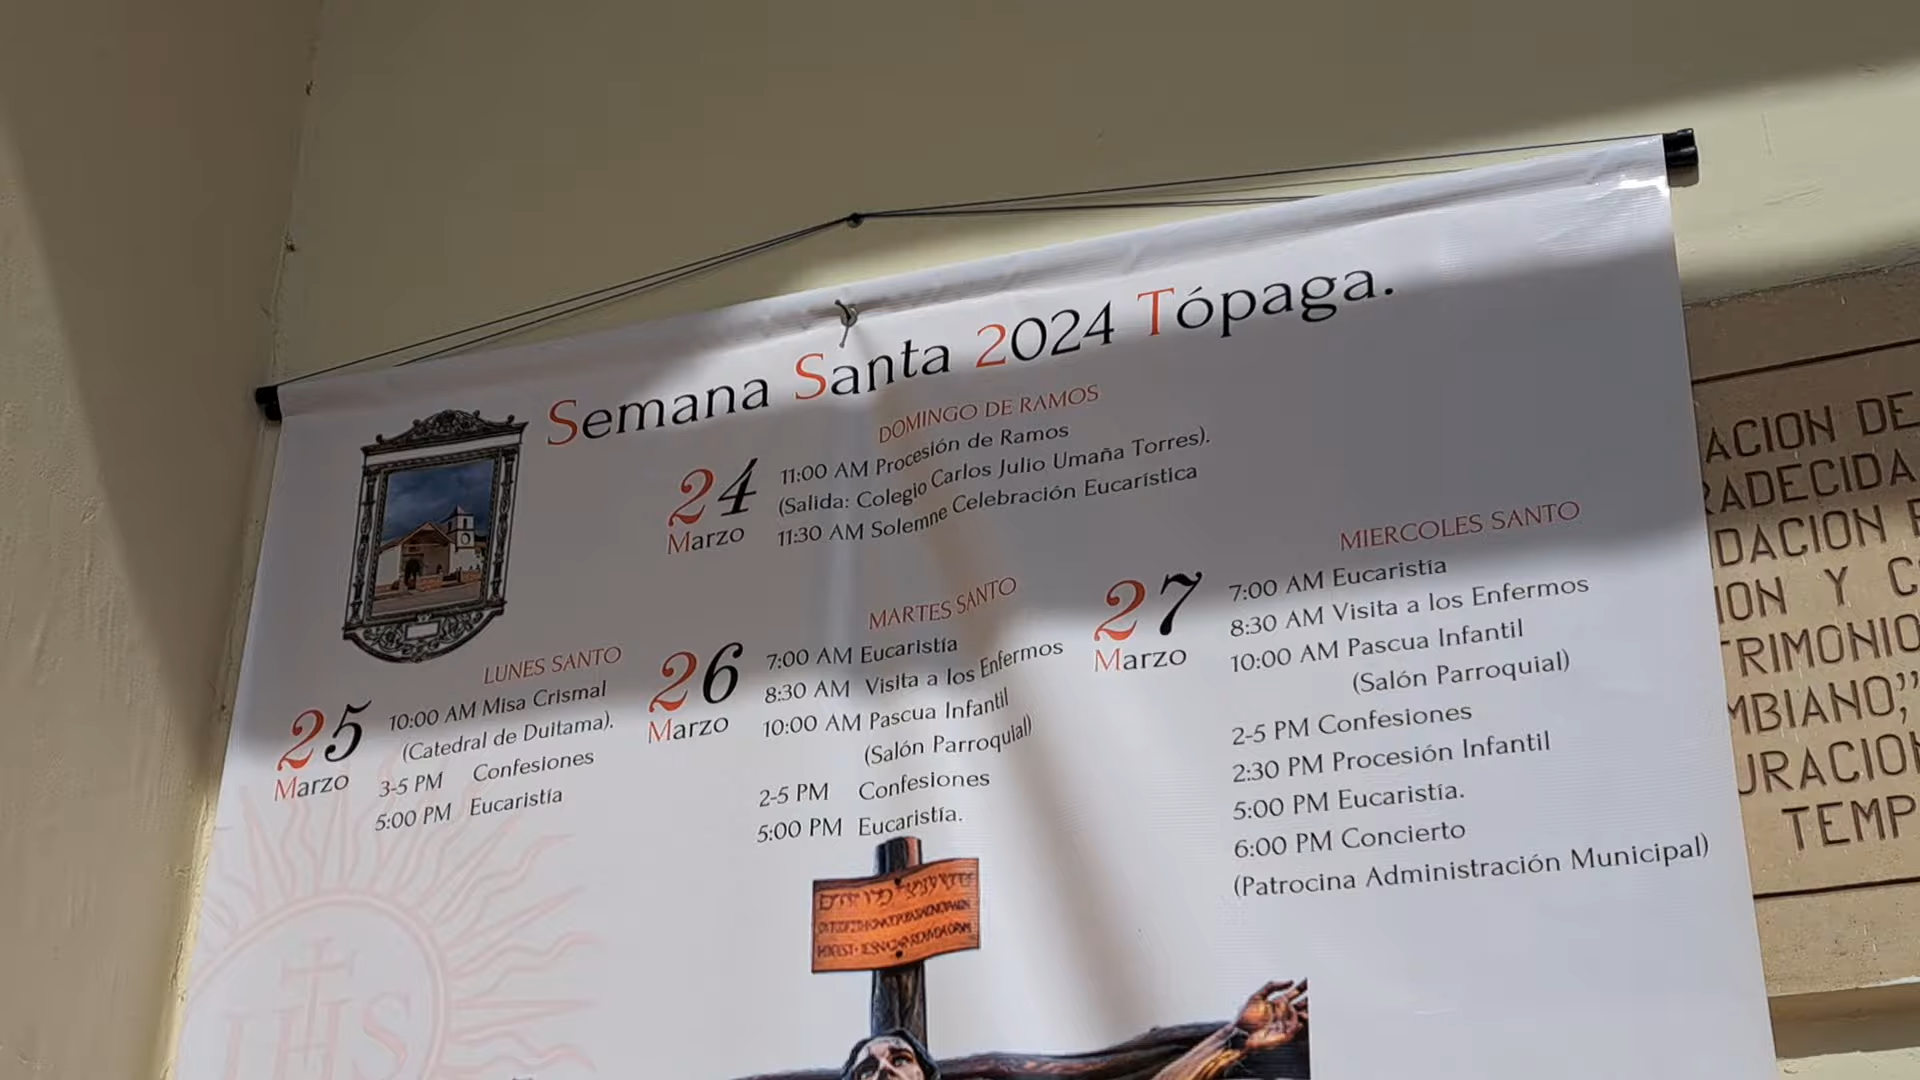 Semana Santa 2024 Tópaga.
DOMINGO DE RAMOS
24
Marzo
11:00 AM Procesión de Ramos
(Salida: Colegio Carlos Julio Umaña Torres).
11:30 AM Solemne Celebración Eucarística
LUNES SANTO
25
Marzo
10:00 AM Misa Crismal
(Catedral de Duitama).
3-5 PM Confesiones
5:00 PM Eucaristía
MARTES SANTO
26
Marzo
7:00 AM Eucaristía
8:30 AM Visita a los Enfermos
10:00 AM Pascua Infantil
(Salón Parroquial)
2-5 PM Confesiones
5:00 PM Eucaristía.
MIERCOLES SANTO
27
Marzo
7:00 AM Eucaristía
8:30 AM Visita a los Enfermos
10:00 AM Pascua Infantil
(Salón Parroquial)
2-5 PM Confesiones
2:30 PM Procesión Infantil
5:00 PM Eucaristía.
6:00 PM Concierto
(Patrocina Administración Municipal)
IHS
ACION DE
RADECIDA
DACION
ION Y C
TRIMONIO
MBIANO,"
URACION
TEMP